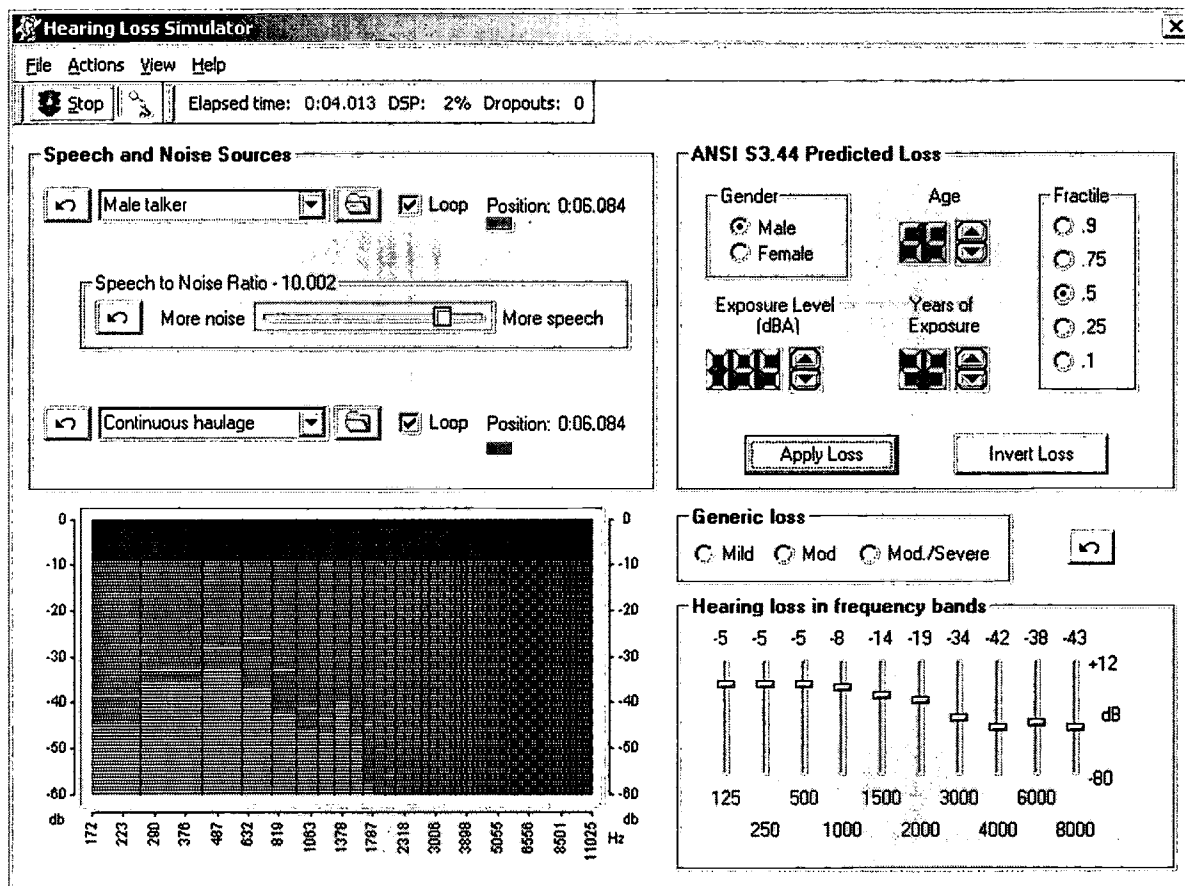 Hearing Loss Simulator
File Actions View Help
Stop Elapsed time: 0:04.013 DSP: 2% Dropouts: 0
Speech and Noise Sources
Male talker Loop Position: 0:06.084
Speech to Noise Ratio - 10.002
More noise More speech
Continuous haulage Loop Position: 0:06.084
ANSI S3.44 Predicted Loss
Gender
Male
Female
Age
Fractile
.9
.75
.5
.25
.1
Exposure Level
(dBA)
Years of
Exposure
Apply Loss Invert Loss
0 0
-10 -10
-20 -20
-30 -30
-40 -40
-50 -50
-60 -60
db db
172 223 280 376 487 632 819 1063 1378 1787 2318 3006 3898 5056 6556 8501 11025 Hz
Generic loss
Mild Mod Mod./Severe
Hearing loss in frequency bands
-5 -5 -5 -8 -14 -19 -34 -42 -38 -43
+12
dB
-80
125 500 1500 3000 6000
250 1000 2000 4000 8000